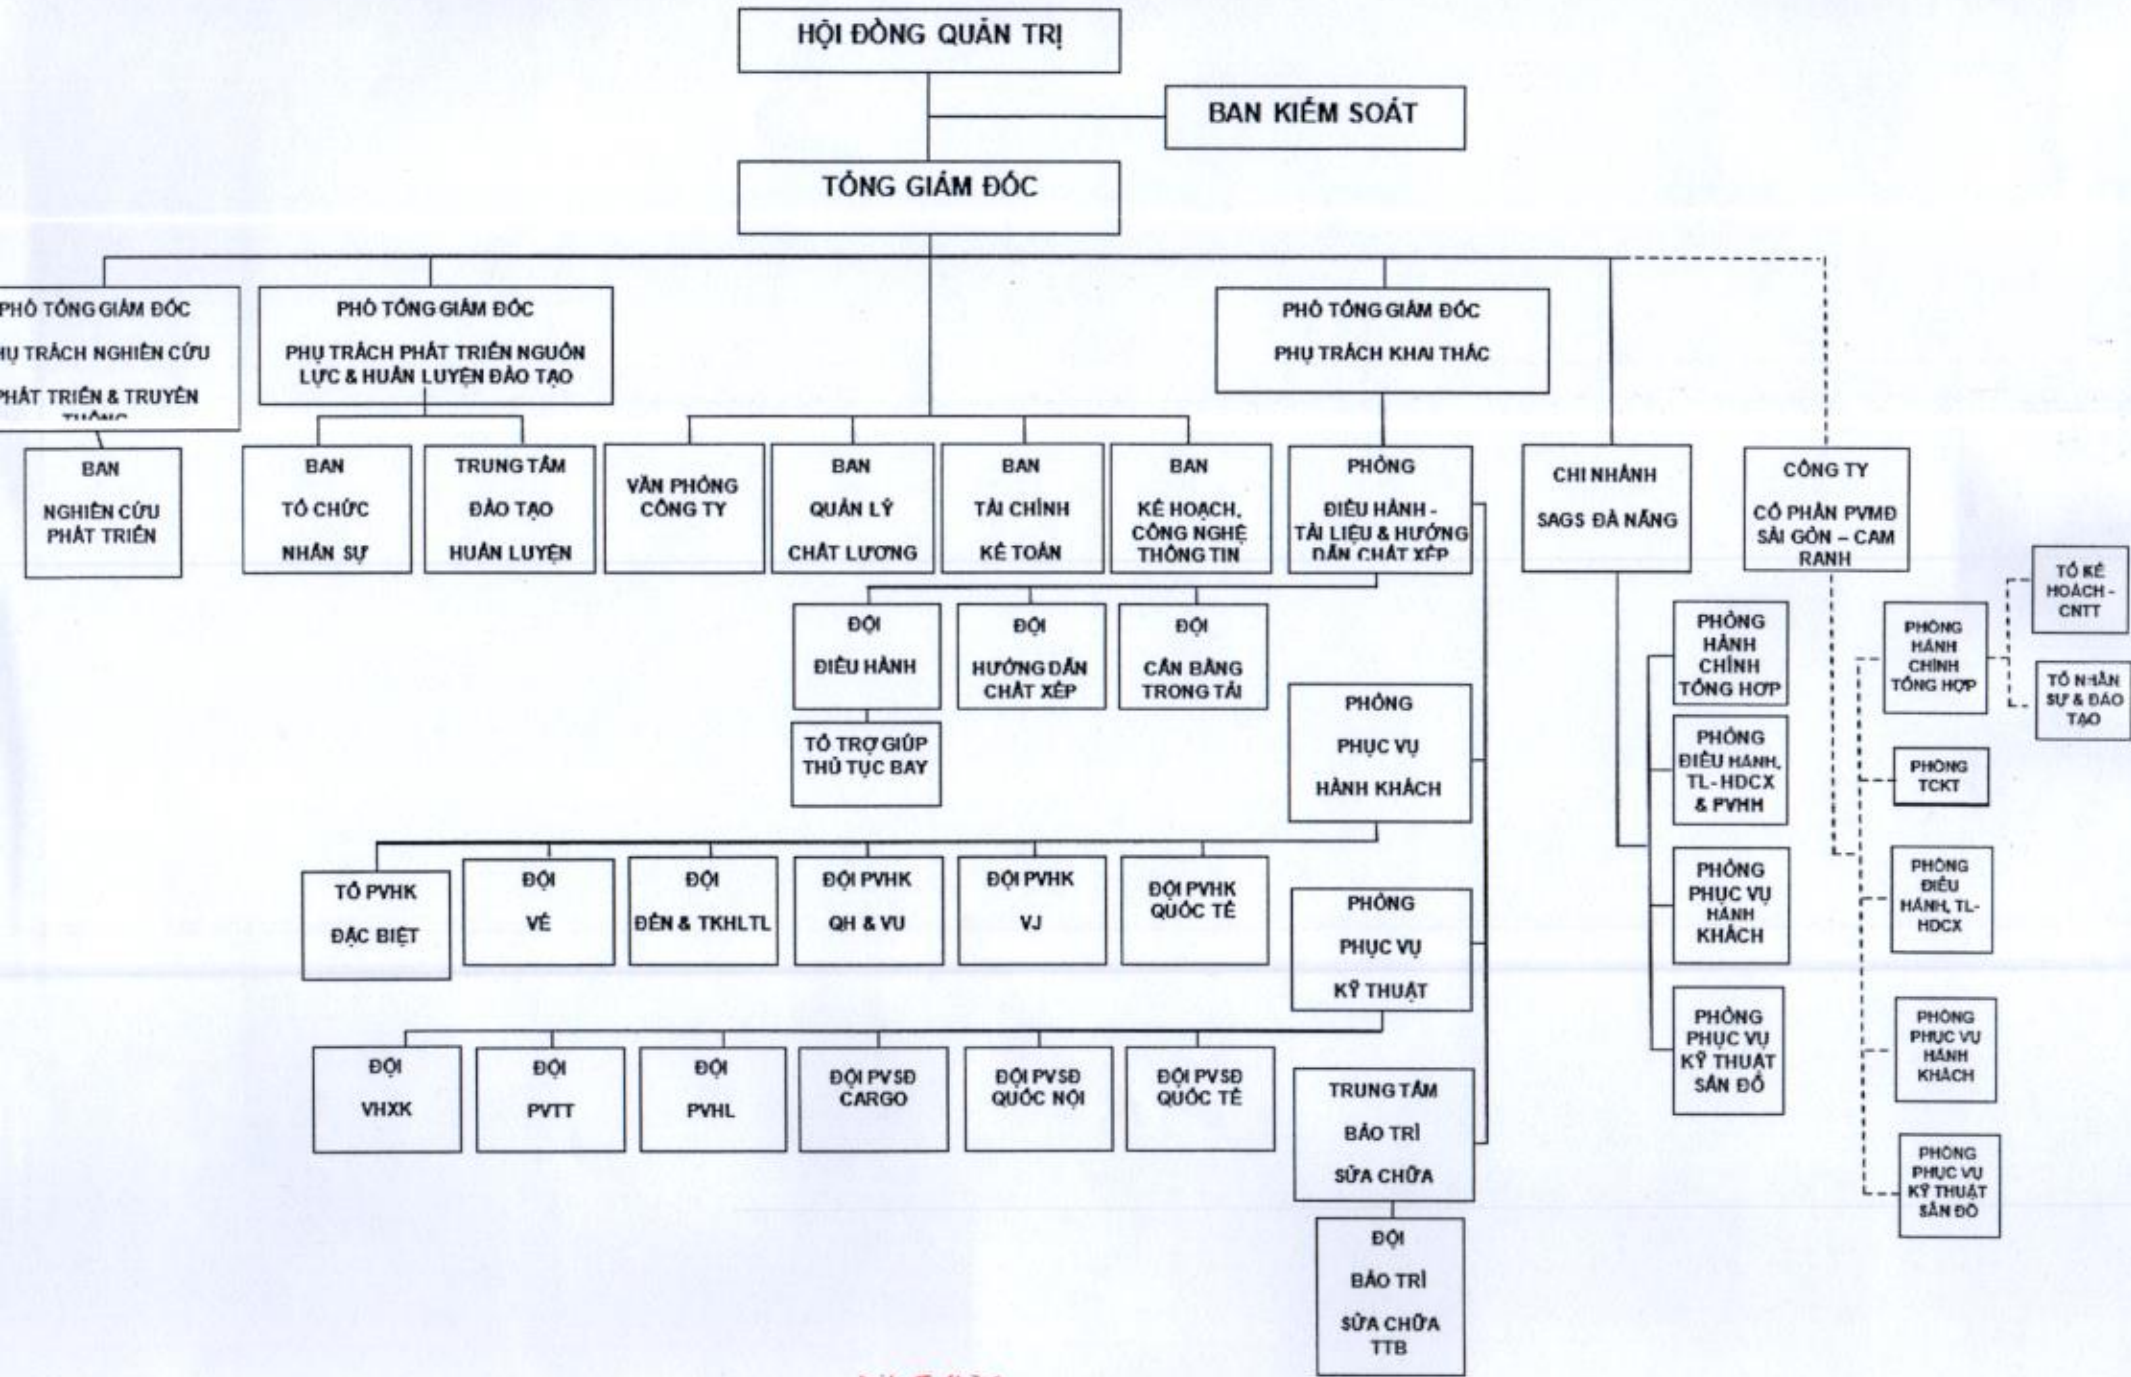 HỘI ĐỒNG QUẢN TRỊ
BAN KIỂM SOÁT
TỔNG GIÁM ĐỐC
PHÓ TỔNG GIÁM ĐỐC
PHỤ TRÁCH NGHIÊN CỨU
PHÁT TRIỂN & TRUYỀN
THÔNG
PHÓ TỔNG GIÁM ĐỐC
PHỤ TRÁCH PHÁT TRIỂN NGUỒN
LỰC & HUẤN LUYỆN ĐÀO TẠO
PHÓ TỔNG GIÁM ĐỐC
PHỤ TRÁCH KHAI THÁC
BAN
NGHIÊN CỨU
PHÁT TRIỂN
BAN
TỔ CHỨC
NHÂN SỰ
TRUNG TÂM
ĐÀO TẠO
HUẤN LUYỆN
VĂN PHÒNG
CÔNG TY
BAN
QUẢN LÝ
CHẤT LƯƠNG
BAN
TÀI CHÍNH
KẾ TOÁN
BAN
KẾ HOẠCH,
CÔNG NGHỆ
THÔNG TIN
PHÒNG
ĐIỀU HÀNH -
TÀI LIỆU & HƯỚNG
DẪN CHẤT XẾP
CHI NHÁNH
SAGS ĐÀ NẴNG
CÔNG TY
CỔ PHẦN PVMĐ
SÀI GÒN – CAM
RANH
ĐỘI
ĐIỀU HÀNH
ĐỘI
HƯỚNG DẪN
CHẤT XẾP
ĐỘI
CÂN BẰNG
TRONG TẢI
TỔ TRỢ GIÚP
THỦ TỤC BAY
PHÒNG
PHỤC VỤ
HÀNH KHÁCH
TỔ PVHK
ĐẶC BIỆT
ĐỘI
VÉ
ĐỘI
ĐẾN & TKHLTL
ĐỘI PVHK
QH & VU
ĐỘI PVHK
VJ
ĐỘI PVHK
QUỐC TẾ
PHÒNG
PHỤC VỤ
KỸ THUẬT
ĐỘI
VHXK
ĐỘI
PVTT
ĐỘI
PVHL
ĐỘI PVSĐ
CARGO
ĐỘI PVSĐ
QUỐC NỘI
ĐỘI PVSĐ
QUỐC TẾ
TRUNG TÂM
BẢO TRÌ
SỬA CHỮA
ĐỘI
BẢO TRÌ
SỬA CHỮA
TTB
PHÒNG
HÀNH
CHÍNH
TỔNG HỢP
PHÒNG
ĐIỀU HÀNH,
TL-HDCX
& PVHH
PHÒNG
PHỤC VỤ
HÀNH
KHÁCH
PHÒNG
PHỤC VỤ
KỸ THUẬT
SÂN ĐỖ
PHÒNG
HÀNH
CHÍNH
TỔNG HỢP
TỔ KẾ
HOẠCH -
CNTT
TỔ NHÂN
SỰ & ĐÀO
TẠO
PHÒNG
TCKT
PHÒNG
ĐIỀU
HÀNH, TL-
HDCX
PHÒNG
PHỤC VỤ
HÀNH
KHÁCH
PHÒNG
PHỤC VỤ
KỸ THUẬT
SÂN ĐỖ